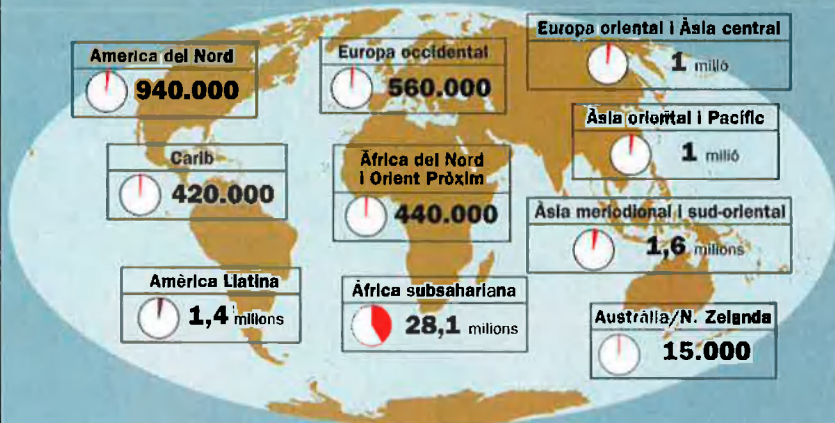 America del Nord
940.000
Europa occidental
560.000
Europa oriental i Àsia central
1 milió
Àsia oriental i Pacífic
1 milió
Carib
420.000
Àfrica del Nord
i Orient Pròxim
440.000
Àsia meriodional i sud-oriental
1,6 milions
Amèrica Llatina
1,4 milions
Àfrica subsahariana
28,1 milions
Austràlia/N. Zelanda
15.000